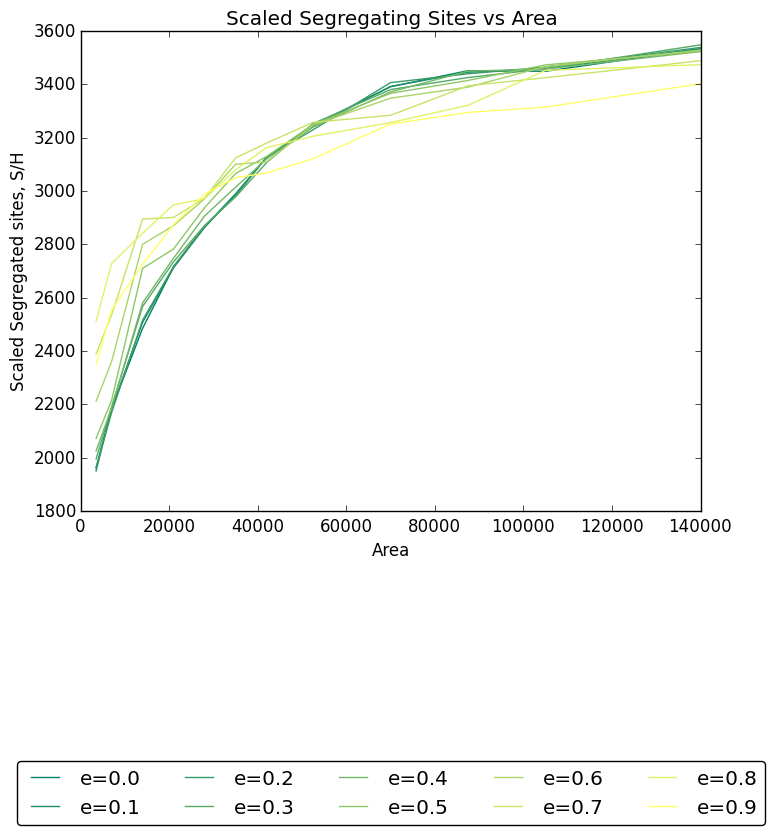 Scaled Segregating Sites vs Area
Scaled Segregated sites, S/H
3600
3400
3200
3000
2800
2600
2400
2200
2000
1800
0 20000 40000 60000 80000 100000 120000 140000
Area
e=0.0 e=0.2 e=0.4 e=0.6 e=0.8
e=0.1 e=0.3 e=0.5 e=0.7 e=0.9